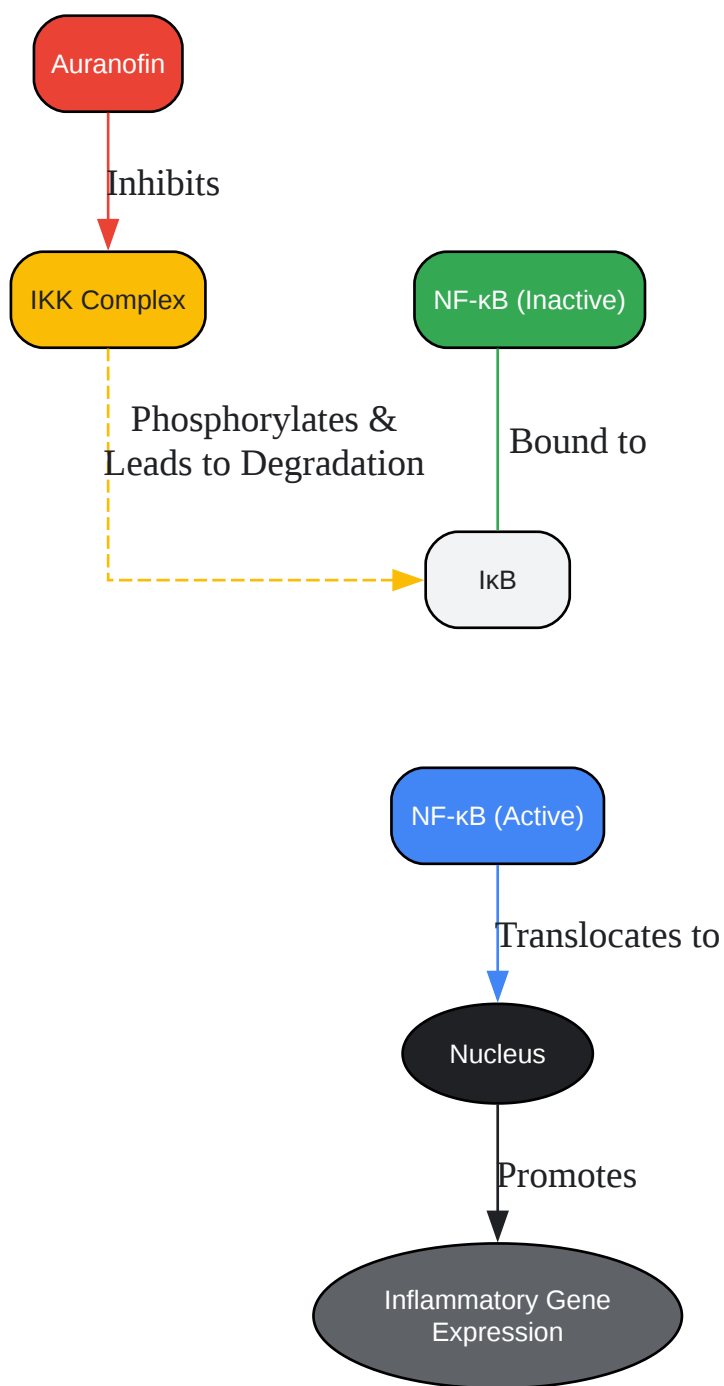 Auranofin
Inhibits
IKK Complex
NF-κB (Inactive)
Phosphorylates &
Leads to Degradation
Bound to
IκB
NF-κB (Active)
Translocates to
Nucleus
Promotes
Inflammatory Gene
Expression